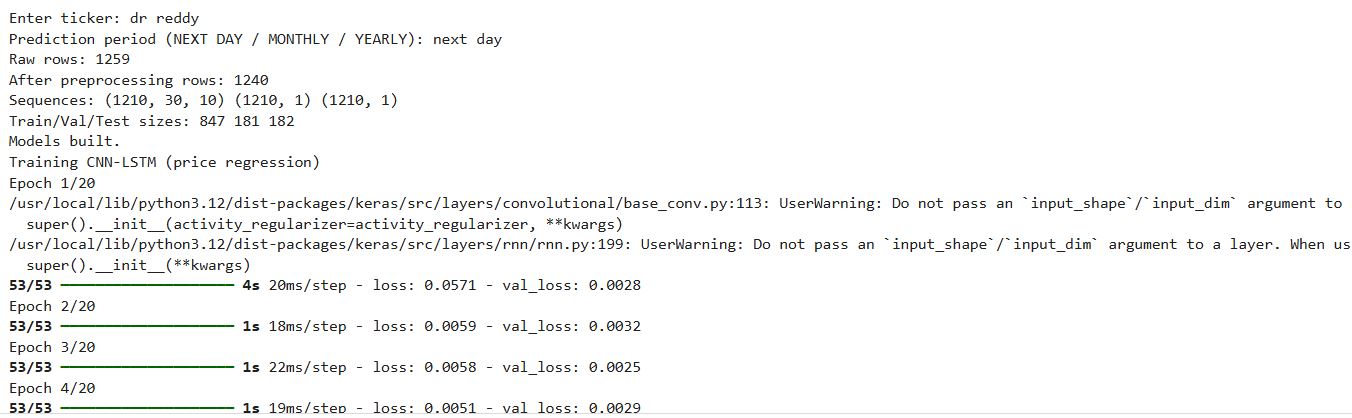 Enter ticker: dr reddy
Prediction period (NEXT DAY / MONTHLY / YEARLY): next day
Raw rows: 1259
After preprocessing rows: 1240
Sequences: (1210, 30, 10) (1210, 1) (1210, 1)
Train/Val/Test sizes: 847 181 182
Models built.
Training CNN-LSTM (price regression)
Epoch 1/20
/usr/local/lib/python3.12/dist-packages/keras/src/layers/convolutional/base_conv.py:113: UserWarning: Do not pass an `input_shape`/`input_dim` argument to
  super().__init__(activity_regularizer=activity_regularizer, **kwargs)
/usr/local/lib/python3.12/dist-packages/keras/src/layers/rnn/rnn.py:199: UserWarning: Do not pass an `input_shape`/`input_dim` argument to a layer. When us
  super().__init__(**kwargs)
53/53 ━━━━━━━━━━━━━━━━━━━━ 4s 20ms/step - loss: 0.0571 - val_loss: 0.0028
Epoch 2/20
53/53 ━━━━━━━━━━━━━━━━━━━━ 1s 18ms/step - loss: 0.0059 - val_loss: 0.0032
Epoch 3/20
53/53 ━━━━━━━━━━━━━━━━━━━━ 1s 22ms/step - loss: 0.0058 - val_loss: 0.0025
Epoch 4/20
53/53 ━━━━━━━━━━━━━━━━━━━━ 1s 19ms/step - loss: 0.0051 - val_loss: 0.0029